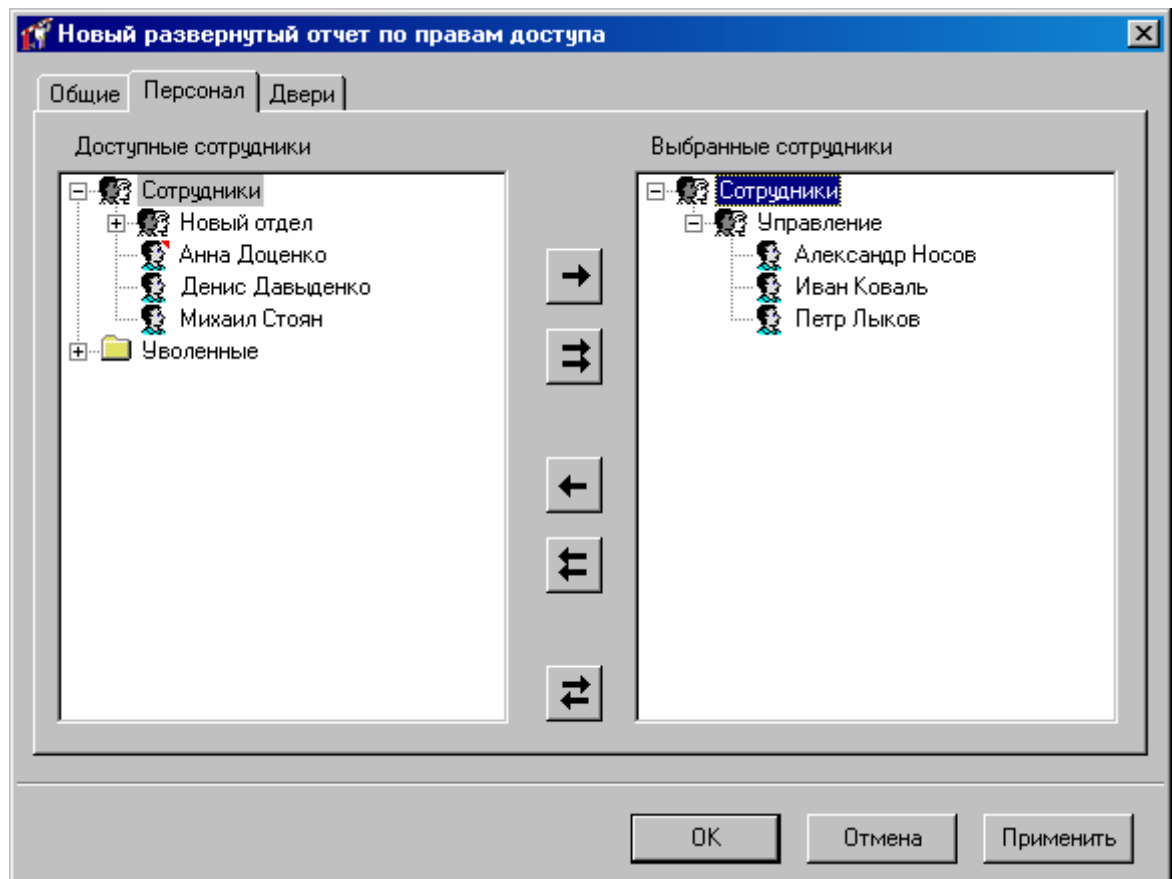 Новый развернутый отчет по правам доступа
Общие Персонал Двери
Доступные сотрудники
Сотрудники
Новый отдел
Анна Доценко
Денис Давыденко
Михаил Стоян
Уволенные
Выбранные сотрудники
Сотрудники
Управление
Александр Носов
Иван Коваль
Петр Лыков
OK Отмена Применить